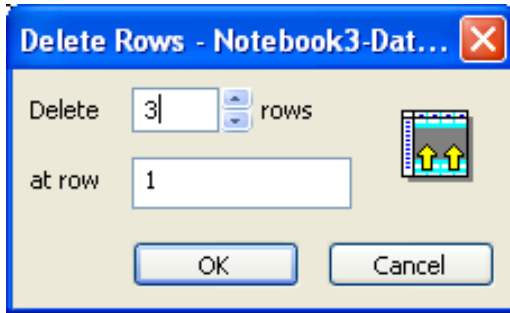 Delete Rows - Notebook3-Dat...
Delete 3 rows
at row 1
OK Cancel